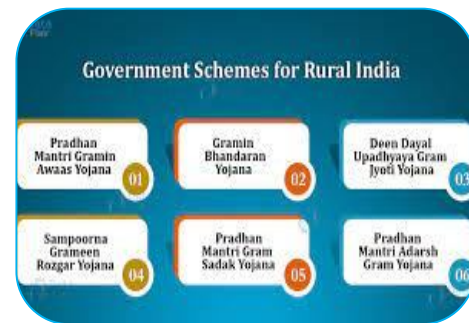 Government Schemes for Rural India
Pradhan
Mantri Gramin
Awaas Yojana
01
Gramin
Bhandaran
Yojana
02
Deen Dayal
Upadhyaya Gram
Jyoti Yojana
03
Sampoorna
Grameen
Rozgar Yojana
04
Pradhan
Mantri Gram
Sadak Yojana
05
Pradhan
Mantri Adarsh
Gram Yojana
06